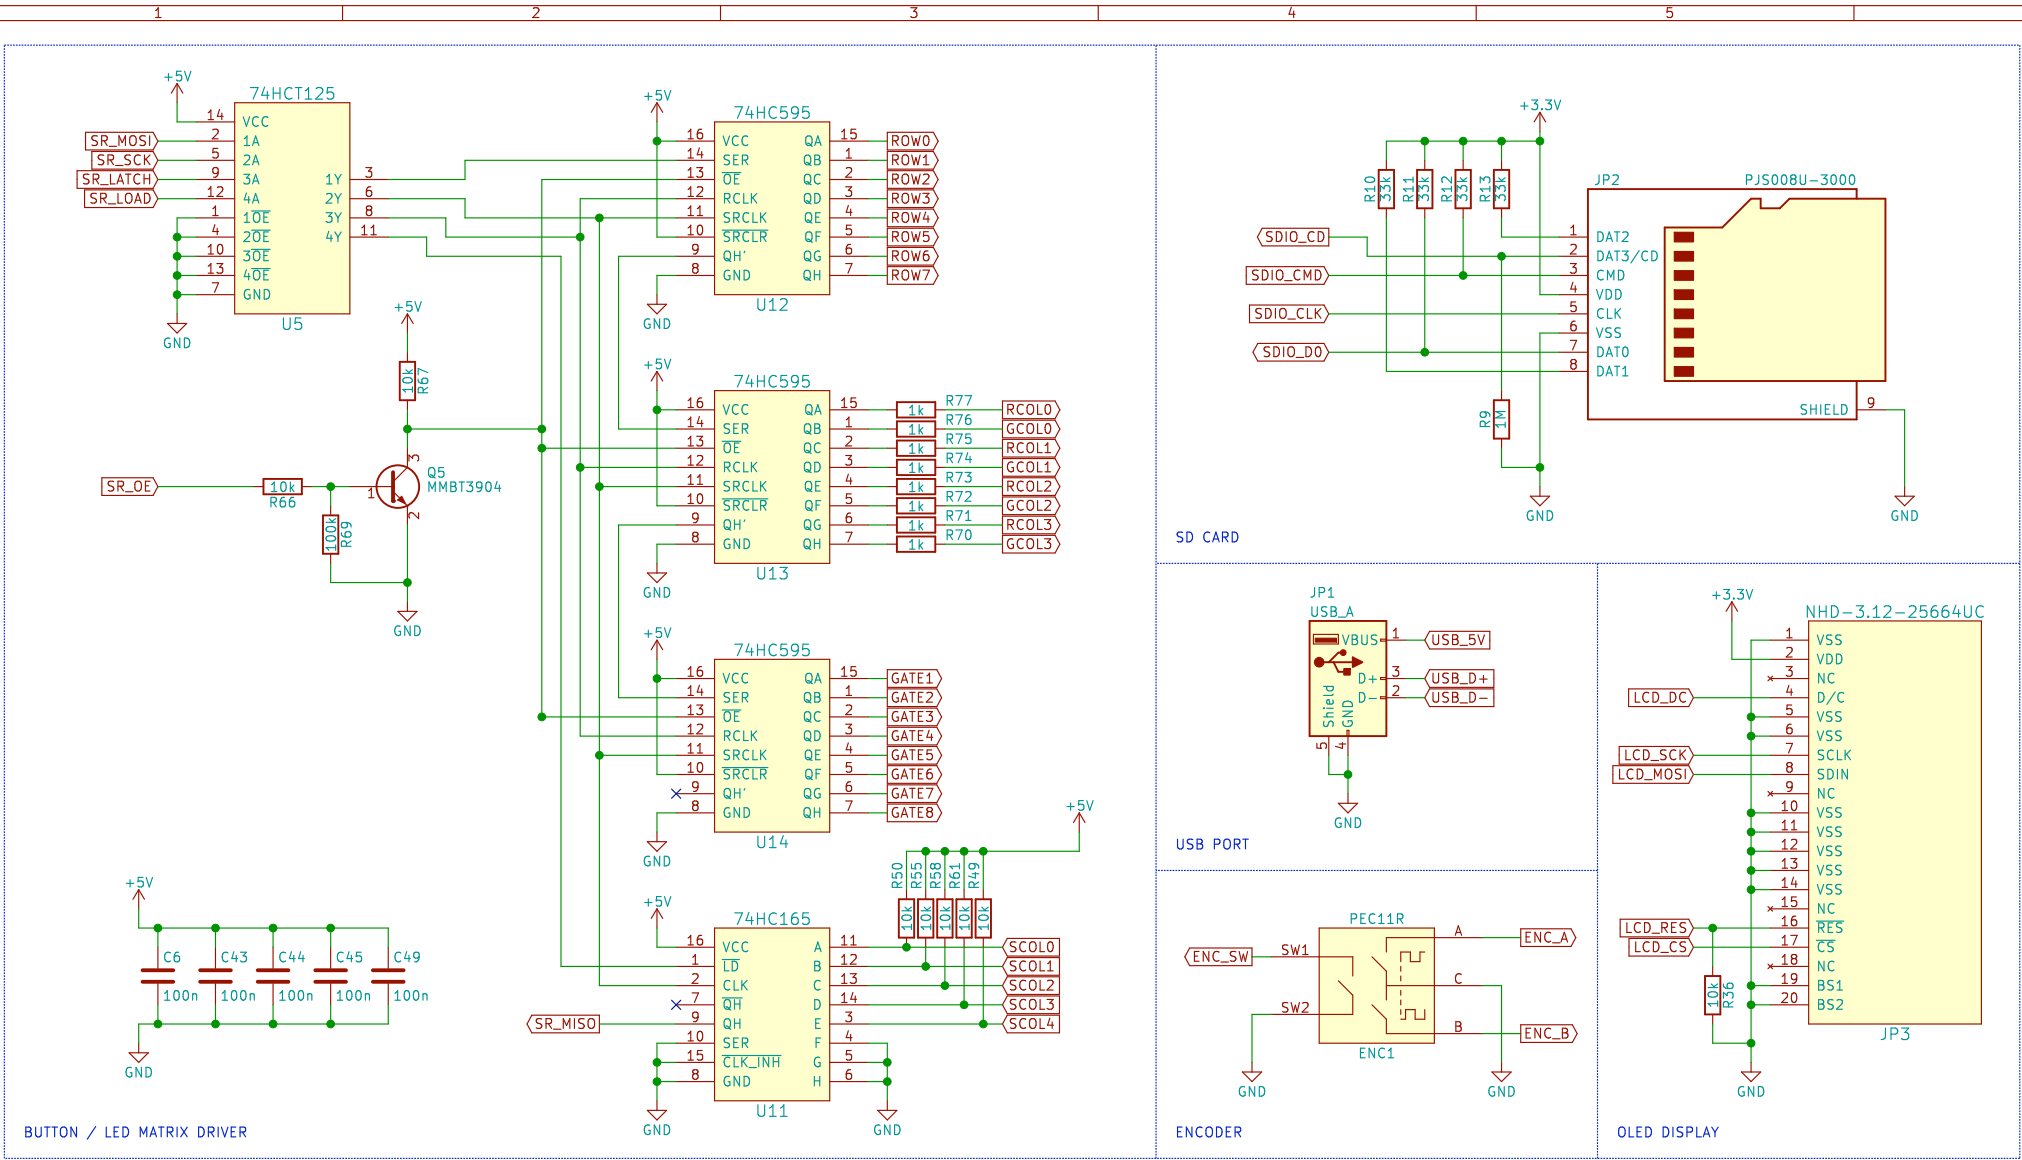 1 2 3 4 5
+5V
74HCT125
14 VCC
SR_MOSI 2 1A
SR_SCK 5 2A
SR_LATCH 9 3A 1Y 3
SR_LOAD 12 4A 2Y 6
1 1OE 3Y 8
4 2OE 4Y 11
10 3OE
13 4OE
7 GND
U5
GND
+5V
10k R67
SR_OE
10k
R66
100k R69
1
3
2
Q5
MMBT3904
GND
+5V
C6 C43 C44 C45 C49
100n 100n 100n 100n 100n
GND
+5V
74HC595
16 VCC QA 15 ROW0
14 SER QB 1 ROW1
13 OE QC 2 ROW2
12 RCLK QD 3 ROW3
11 SRCLK QE 4 ROW4
10 SRCLR QF 5 ROW5
9 QH' QG 6 ROW6
8 GND QH 7 ROW7
U12
GND
+5V
74HC595
16 VCC QA 15 1k R77 RCOL0
14 SER QB 1 1k R76 GCOL0
13 OE QC 2 1k R75 RCOL1
12 RCLK QD 3 1k R74 GCOL1
11 SRCLK QE 4 1k R73 RCOL2
10 SRCLR QF 5 1k R72 GCOL2
9 QH' QG 6 1k R71 RCOL3
8 GND QH 7 1k R70 GCOL3
U13
GND
+5V
74HC595
16 VCC QA 15 GATE1
14 SER QB 1 GATE2
13 OE QC 2 GATE3
12 RCLK QD 3 GATE4
11 SRCLK QE 4 GATE5
10 SRCLR QF 5 GATE6
9 QH' QG 6 GATE7
8 GND QH 7 GATE8
U14
GND
+5V
R50 R55 R58 R61 R49
10k 10k 10k 10k 10k
+5V
74HC165
16 VCC A 11 SCOL0
1 LD B 12 SCOL1
2 CLK C 13 SCOL2
7 QH D 14 SCOL3
SR_MISO 9 QH E 3 SCOL4
10 SER F 4
15 CLK_INH G 5
8 GND H 6
U11
GND GND
BUTTON / LED MATRIX DRIVER
+3.3V
R10 33k R11 33k R12 33k R13 33k
JP2 PJS008U-3000
SDIO_CD 1 DAT2
2 DAT3/CD
SDIO_CMD 3 CMD
4 VDD
SDIO_CLK 5 CLK
6 VSS
SDIO_D0 7 DAT0
8 DAT1
SHIELD 9
R9 1M
GND GND
SD CARD
JP1
USB_A
VBUS 1 USB_5V
D+ 3 USB_D+
D- 2 USB_D-
Shield GND
5 4
GND
USB PORT
PEC11R
ENC_SW SW1 A ENC_A
C
SW2 B ENC_B
ENC1
GND GND
ENCODER
+3.3V
NHD-3.12-25664UC
1 VSS
2 VDD
3 NC
LCD_DC 4 D/C
5 VSS
6 VSS
LCD_SCK 7 SCLK
LCD_MOSI 8 SDIN
9 NC
10 VSS
11 VSS
12 VSS
13 VSS
14 VSS
15 NC
LCD_RES 16 RES
LCD_CS 17 CS
18 NC
19 BS1
20 BS2
10k R36
JP3
GND
OLED DISPLAY